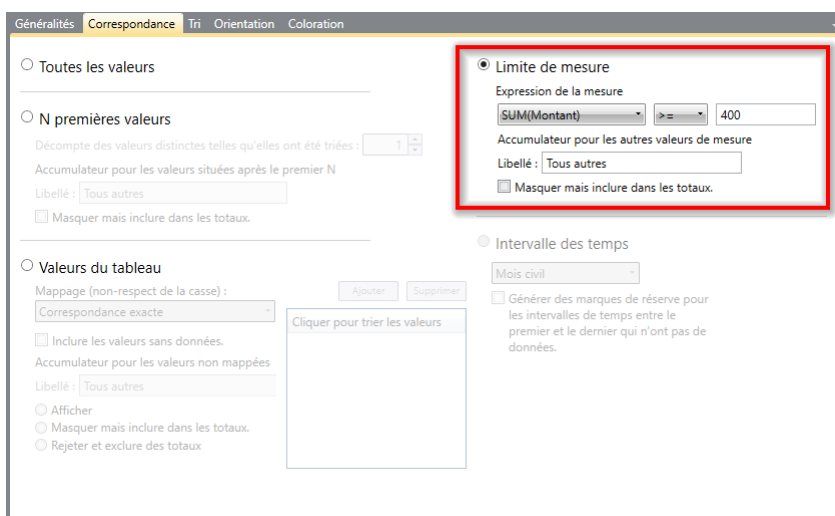 Généralités Correspondance Tri Orientation Coloration
Toutes les valeurs
N premières valeurs
Décompte des valeurs distinctes telles qu'elles ont été triées : 1
Accumulateur pour les valeurs situées après le premier N
Libellé : Tous autres
Masquer mais inclure dans les totaux.
Valeurs du tableau
Mappage (non-respect de la casse) :
Ajouter Supprimer
Correspondance exacte
Cliquer pour trier les valeurs
Inclure les valeurs sans données.
Accumulateur pour les valeurs non mappées
Libellé : Tous autres
Afficher
Masquer mais inclure dans les totaux.
Rejeter et exclure des totaux
Limite de mesure
Expression de la mesure
SUM(Montant) >= 400
Accumulateur pour les autres valeurs de mesure
Libellé : Tous autres
Masquer mais inclure dans les totaux.
Intervalle des temps
Mois civil
Générer des marques de réserve pour
les intervalles de temps entre le
premier et le dernier qui n'ont pas de
données.